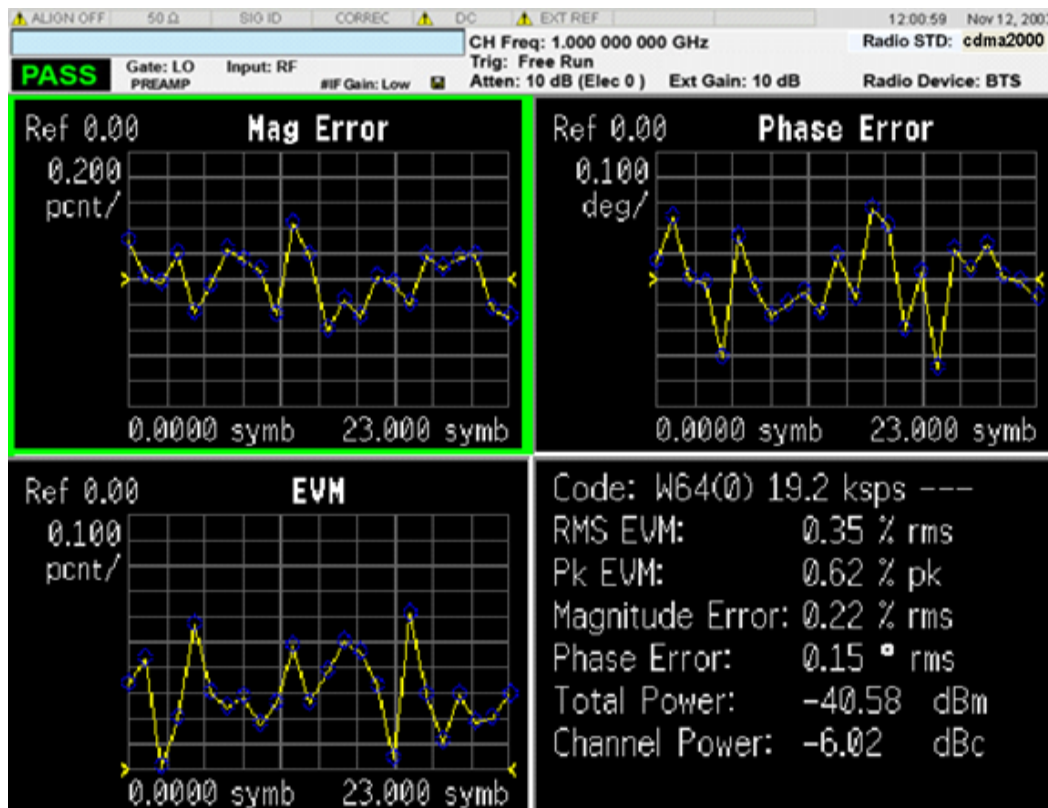 ALIGN OFF 50 Ω SIG ID CORREC DC EXT REF 12:00:59 Nov 12, 200
CH Freq: 1.000 000 000 GHz Radio STD: cdma2000
PASS Gate: LO Input: RF Trig: Free Run
PREAMP #IF Gain: Low Atten: 10 dB (Elec 0 ) Ext Gain: 10 dB Radio Device: BTS
Ref 0.00 Mag Error
0.200
pcnt/
0.0000 symb 23.000 symb
Ref 0.00 Phase Error
0.100
deg/
0.0000 symb 23.000 symb
Ref 0.00 EVM
0.100
pcnt/
0.0000 symb 23.000 symb
Code: W64(0) 19.2 ksps ---
RMS EVM: 0.35 % rms
Pk EVM: 0.62 % pk
Magnitude Error: 0.22 % rms
Phase Error: 0.15 ° rms
Total Power: -40.58 dBm
Channel Power: -6.02 dBc